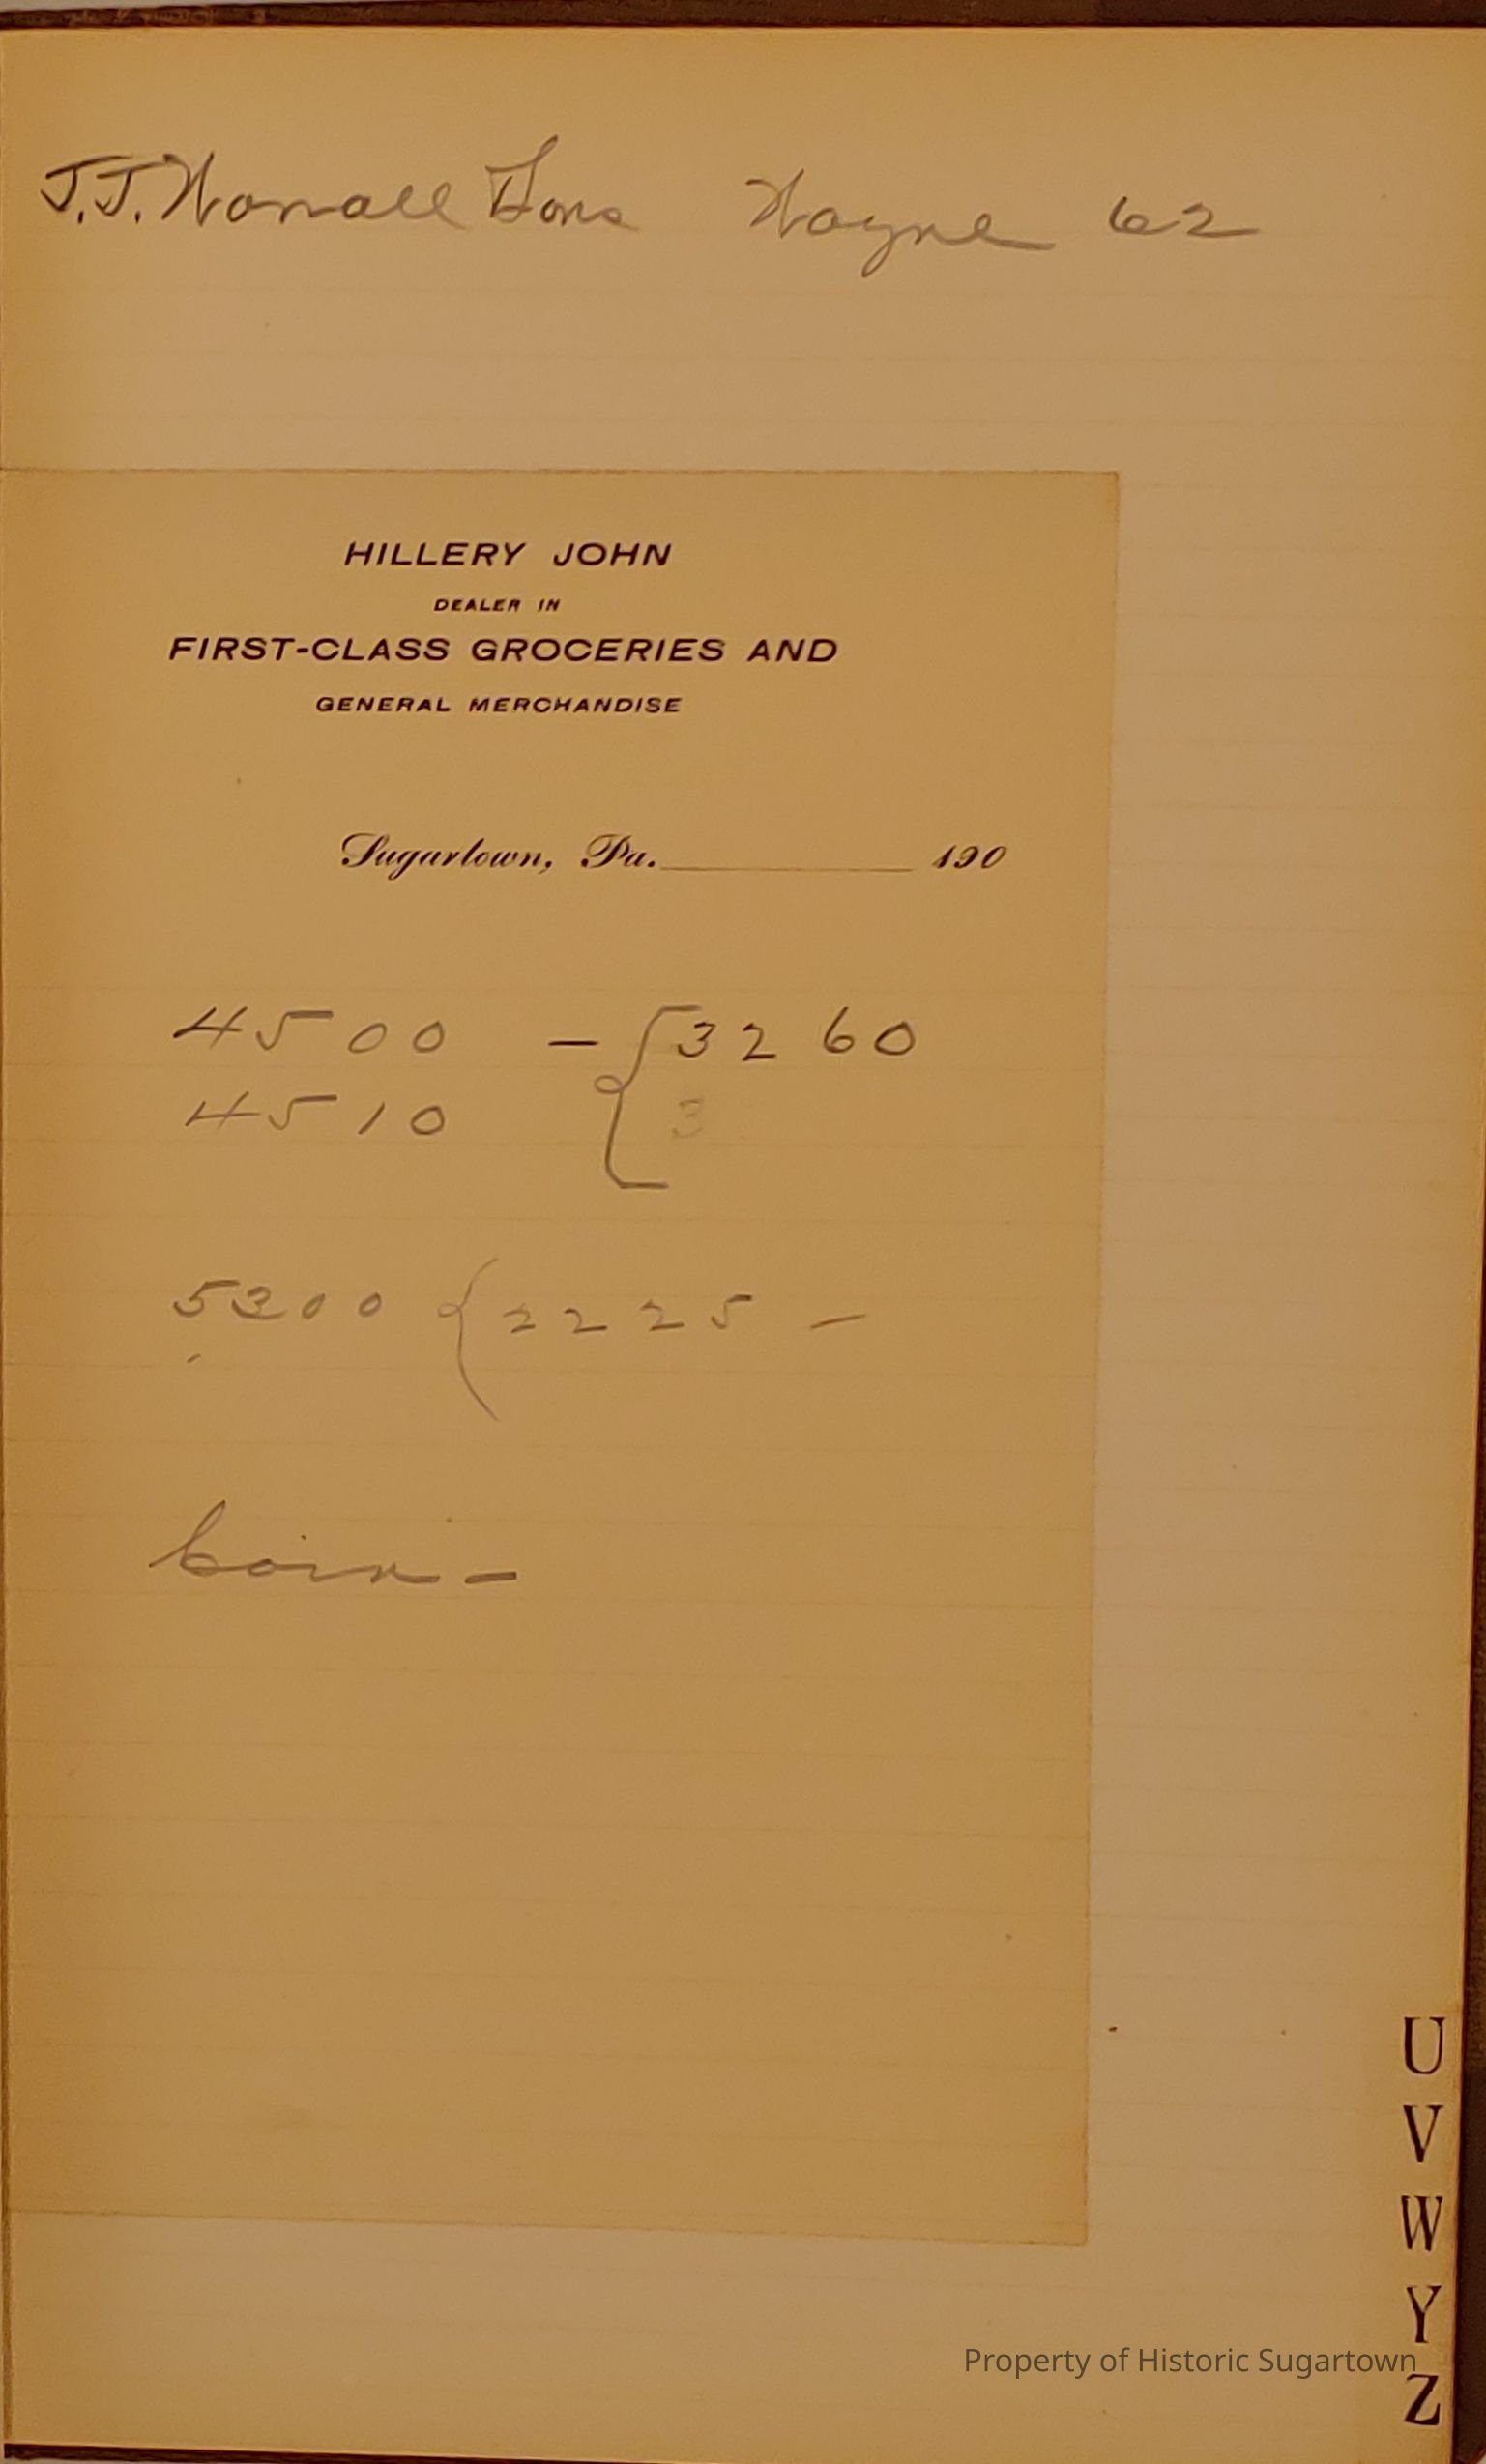 J.J. Worrall Sons Wayne 62
HILLERY JOHN
DEALER IN
FIRST-CLASS GROCERIES AND
GENERAL MERCHANDISE
Sugartown, Pa. 190
4500 - { 3260
4510 3
5300 { 2225 -
U
V
W
Y
Property of Historic Sugartown
Z